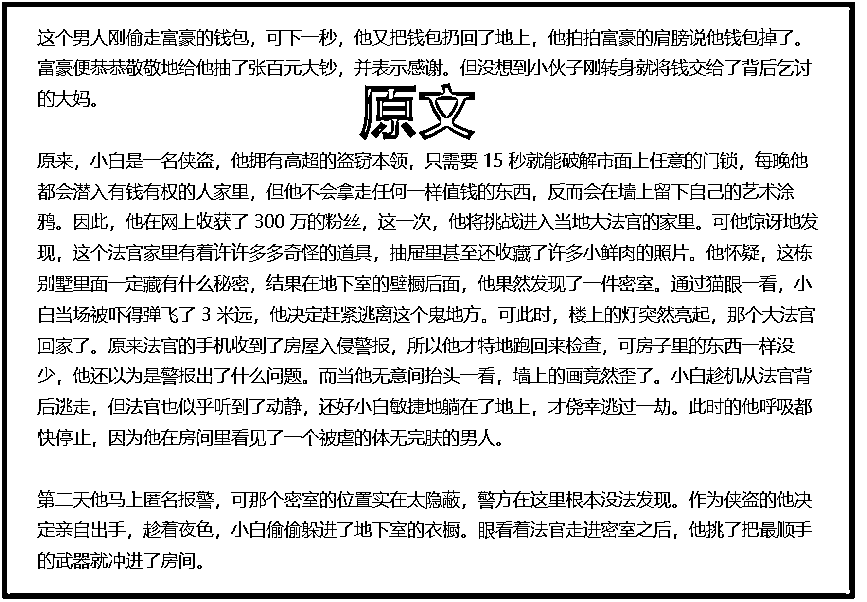 这个男人刚偷走富豪的钱包，可下一秒，他又把钱包扔回了地上，他拍拍富豪的肩膀说他钱包掉了。
富豪便恭恭敬敬地给他抽了张百元大钞，并表示感谢。但没想到小伙子刚转身就将钱交给了背后乞讨
的大妈。
原文
原来，小白是一名侠盗，他拥有高超的盗窃本领，只需要 15 秒就能破解市面上任意的门锁，每晚他
都会潜入有钱有权的人家里，但他不会拿走任何一样值钱的东西，反而会在墙上留下自己的艺术涂
鸦。因此，他在网上收获了 300 万的粉丝，这一次，他将挑战进入当地大法官的家里。可他惊讶地发
现，这个法官家里有着许许多多奇怪的道具，抽屉里甚至还收藏了许多小鲜肉的照片。他怀疑，这栋
别墅里面一定藏有什么秘密，结果在地下室的壁橱后面，他果然发现了一件密室。通过猫眼一看，小
白当场被吓得弹飞了 3 米远，他决定赶紧逃离这个鬼地方。可此时，楼上的灯突然亮起，那个大法官
回家了。原来法官的手机收到了房屋入侵警报，所以他才特地跑回来检查，可房子里的东西一样没
少，他还以为是警报出了什么问题。而当他无意间抬头一看，墙上的画竟然歪了。小白趁机从法官背
后逃走，但法官也似乎听到了动静，还好小白敏捷地躺在了地上，才侥幸逃过一劫。此时的他呼吸都
快停止，因为他在房间里看见了一个被虐的体无完肤的男人。
第二天他马上匿名报警，可那个密室的位置实在太隐蔽，警方在这里根本没法发现。作为侠盗的他决
定亲自出手，趁着夜色，小白偷偷躲进了地下室的衣橱。眼看着法官走进密室之后，他挑了把最顺手
的武器就冲进了房间。